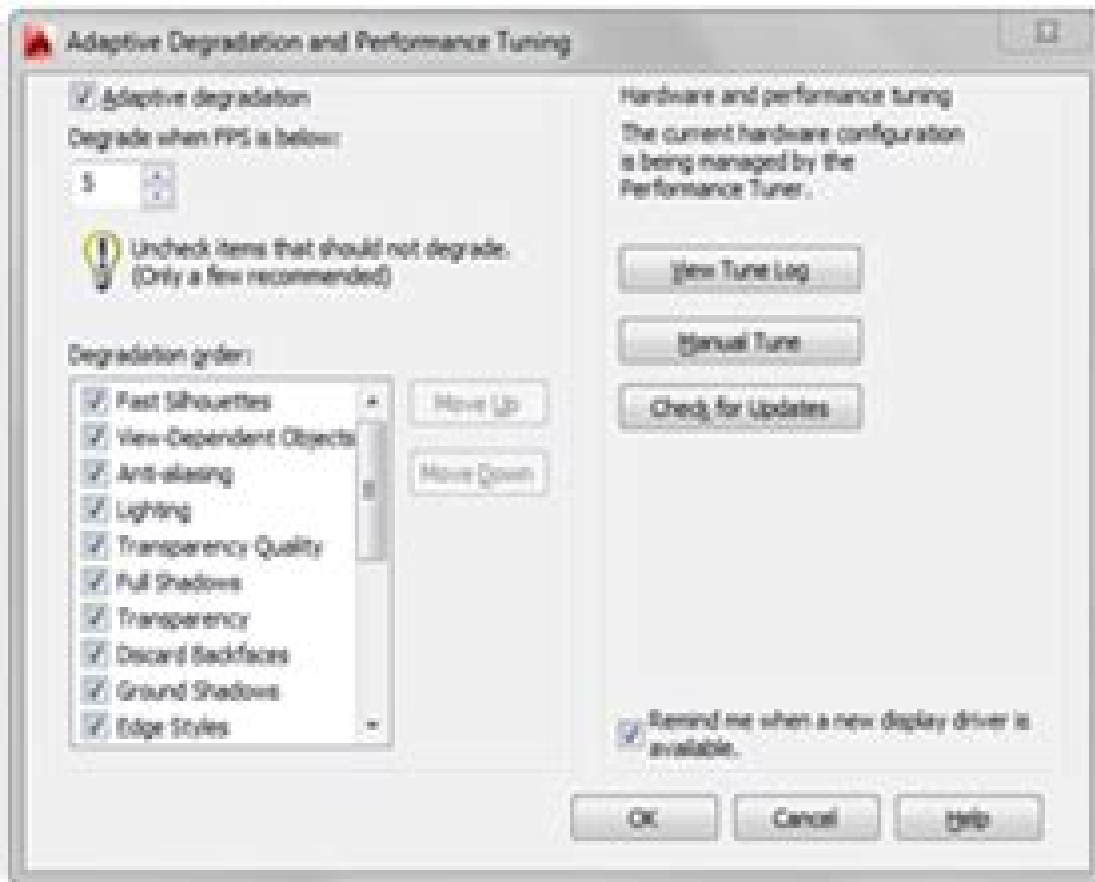 Adaptive Degradation and Performance Tuning
Adaptive degradation
Degrade when FPS is below:
5
Uncheck items that should not degrade.
(Only a few recommended)
Degradation order:
Fast Silhouettes
View-Dependent Objects
Anti-aliasing
Lighting
Transparency Quality
Full Shadows
Transparency
Discard Backfaces
Ground Shadows
Edge Styles
Move Up
Move Down
Hardware and performance tuning
The current hardware configuration
is being managed by the
Performance Tuner.
View Tune Log
Manual Tune
Check for Updates
Remind me when a new display driver is
available.
OK
Cancel
Help